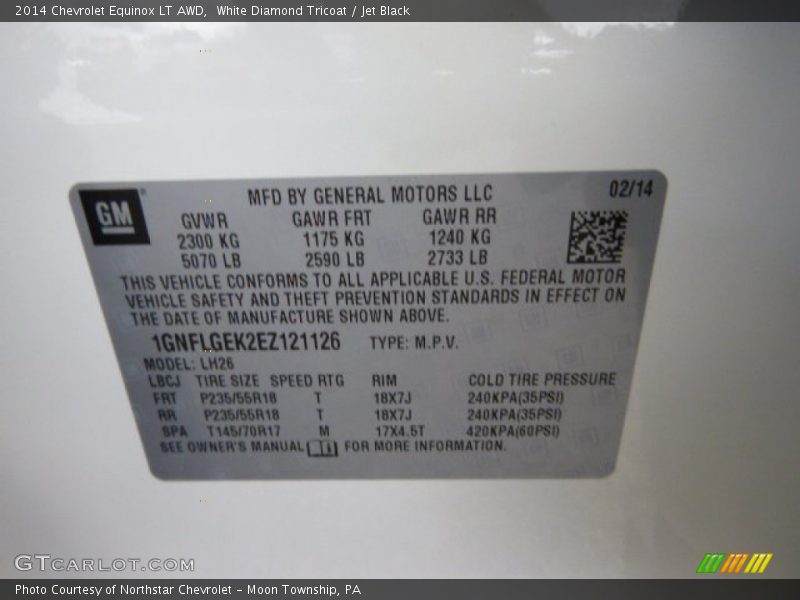 2014 Chevrolet Equinox LT AWD, White Diamond Tricoat / Jet Black
GM
MFD BY GENERAL MOTORS LLC 02/14
GVWR GAWR FRT GAWR RR
2300 KG 1175 KG 1240 KG
5070 LB 2590 LB 2733 LB
THIS VEHICLE CONFORMS TO ALL APPLICABLE U.S. FEDERAL MOTOR
VEHICLE SAFETY AND THEFT PREVENTION STANDARDS IN EFFECT ON
THE DATE OF MANUFACTURE SHOWN ABOVE.
1GNFLGEK2EZ121126 TYPE: M.P.V.
MODEL: LH26
LBCJ TIRE SIZE SPEED RTG RIM COLD TIRE PRESSURE
FRT P235/55R18 T 18X7J 240KPA(35PSI)
RR P235/55R18 T 18X7J 240KPA(35PSI)
SPA T145/70R17 M 17X4.5T 420KPA(60PSI)
SEE OWNER'S MANUAL FOR MORE INFORMATION.
GTCARLOT.COM
Photo Courtesy of Northstar Chevrolet - Moon Township, PA